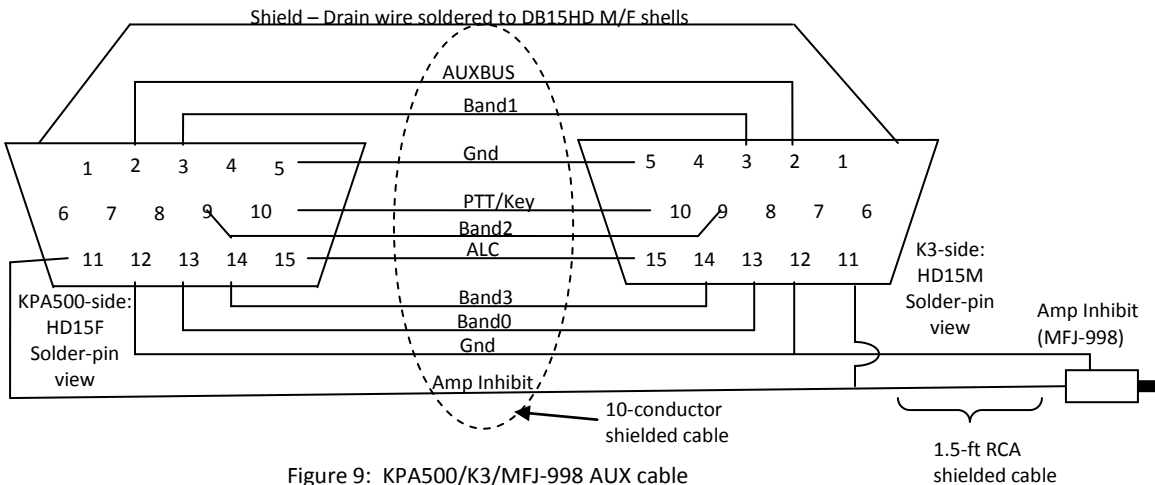 Shield – Drain wire soldered to DB15HD M/F shells
AUXBUS
Band1
Gnd
1 2 3 4 5
5 4 3 2 1
PTT/Key
6 7 8 9 10
10 9 8 7 6
Band2
ALC
11 12 13 14 15
15 14 13 12 11
KPA500-side:
HD15F
Solder-pin
view
K3-side:
HD15M
Solder-pin
view
Band3
Band0
Gnd
Amp Inhibit
Amp Inhibit
(MFJ-998)
10-conductor
shielded cable
1.5-ft RCA
shielded cable
Figure 9: KPA500/K3/MFJ-998 AUX cable